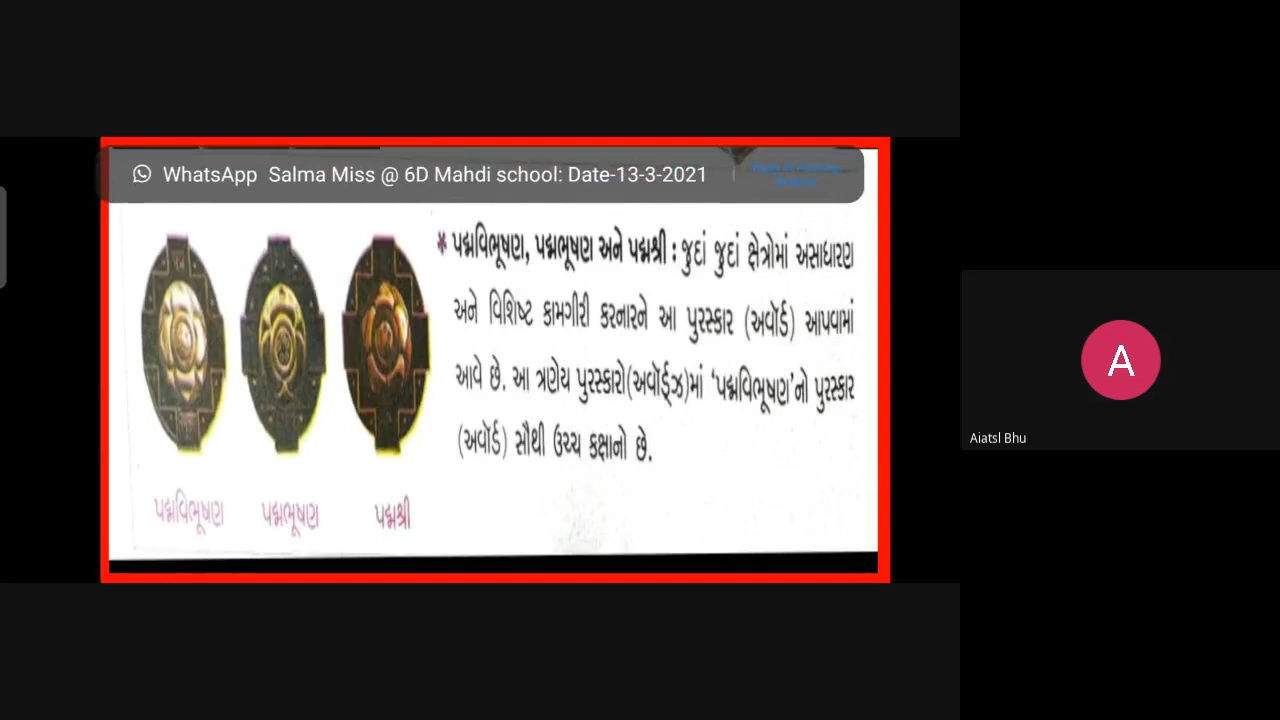 WhatsApp Salma Miss @ 6D Mahdi school: Date-13-3-2021
* પદ્મવિભૂષણ, પદ્મભૂષણ અને પદ્મશ્રી : જુદાં જુદાં ક્ષેત્રોમાં અસાધારણ
અને વિશિષ્ટ કામગીરી કરનારને આ પુરસ્કાર (અવૉર્ડ) આપવામાં
આવે છે. આ ત્રણેય પુરસ્કારો(અવૉર્ડ્ઝ)માં ‘પદ્મવિભૂષણ’નો પુરસ્કાર
(અવૉર્ડ) સૌથી ઉચ્ચ કક્ષાનો છે.
પદ્મવિભૂષણ પદ્મભૂષણ પદ્મશ્રી
A
Aiatsl Bhu